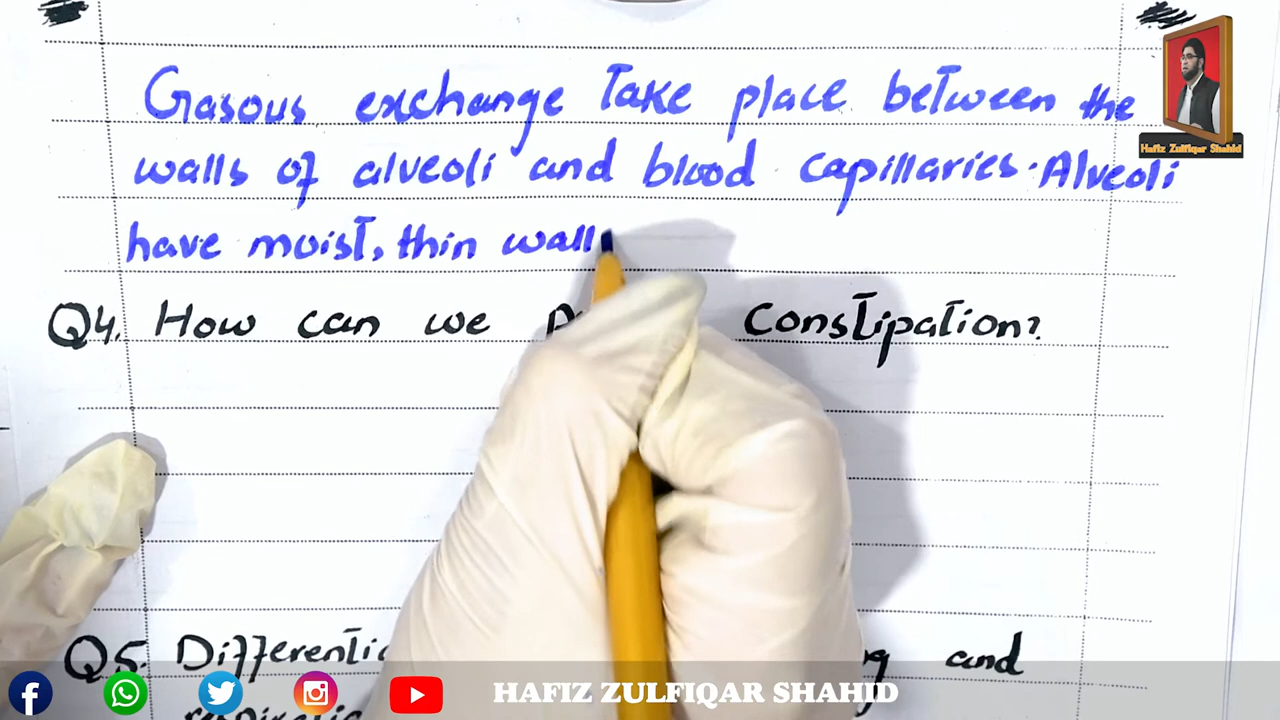 Gasous exchange Take place between the
walls of alveoli and blood capillaries. Alveoli
have moist, thin wall
Q4. How can we Constipation?
Q5. and
Hafiz Zulfiqar Shahid
HAFIZ ZULFIQAR SHAHID